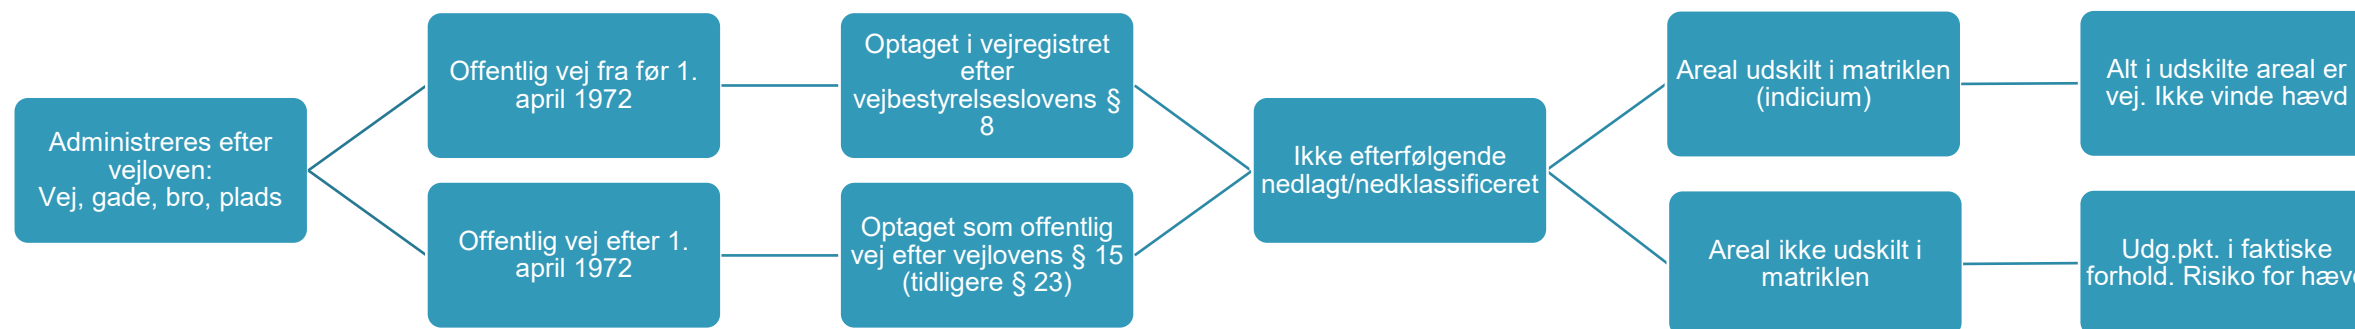 Administreres efter
vejloven:
Vej, gade, bro, plads
Offentlig vej fra før 1.
april 1972
Offentlig vej efter 1.
april 1972
Optaget i vejregistret
efter
vejbestyrelseslovens §
8
Optaget som offentlig
vej efter vejlovens § 15
(tidligere § 23)
Ikke efterfølgende
nedlagt/nedklassificeret
Areal udskilt i matriklen
(indicium)
Areal ikke udskilt i
matriklen
Alt i udskilte areal er
vej. Ikke vinde hævd
Udg.pkt. i faktiske
forhold. Risiko for hævd